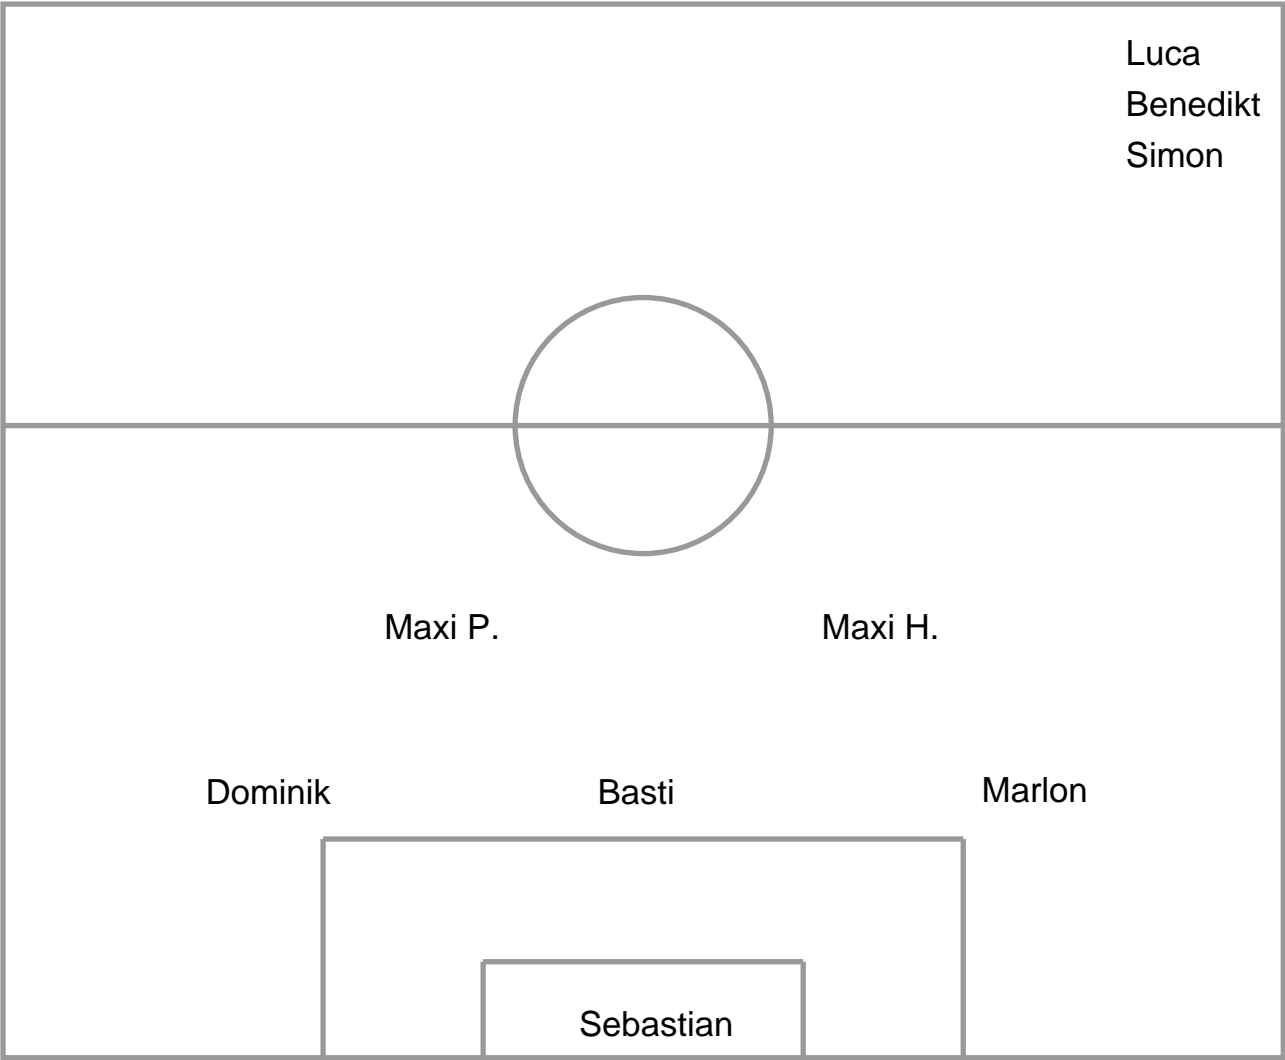 Luca
Benedikt
Simon
Maxi P.
Maxi H.
Dominik
Basti
Marlon
Sebastian